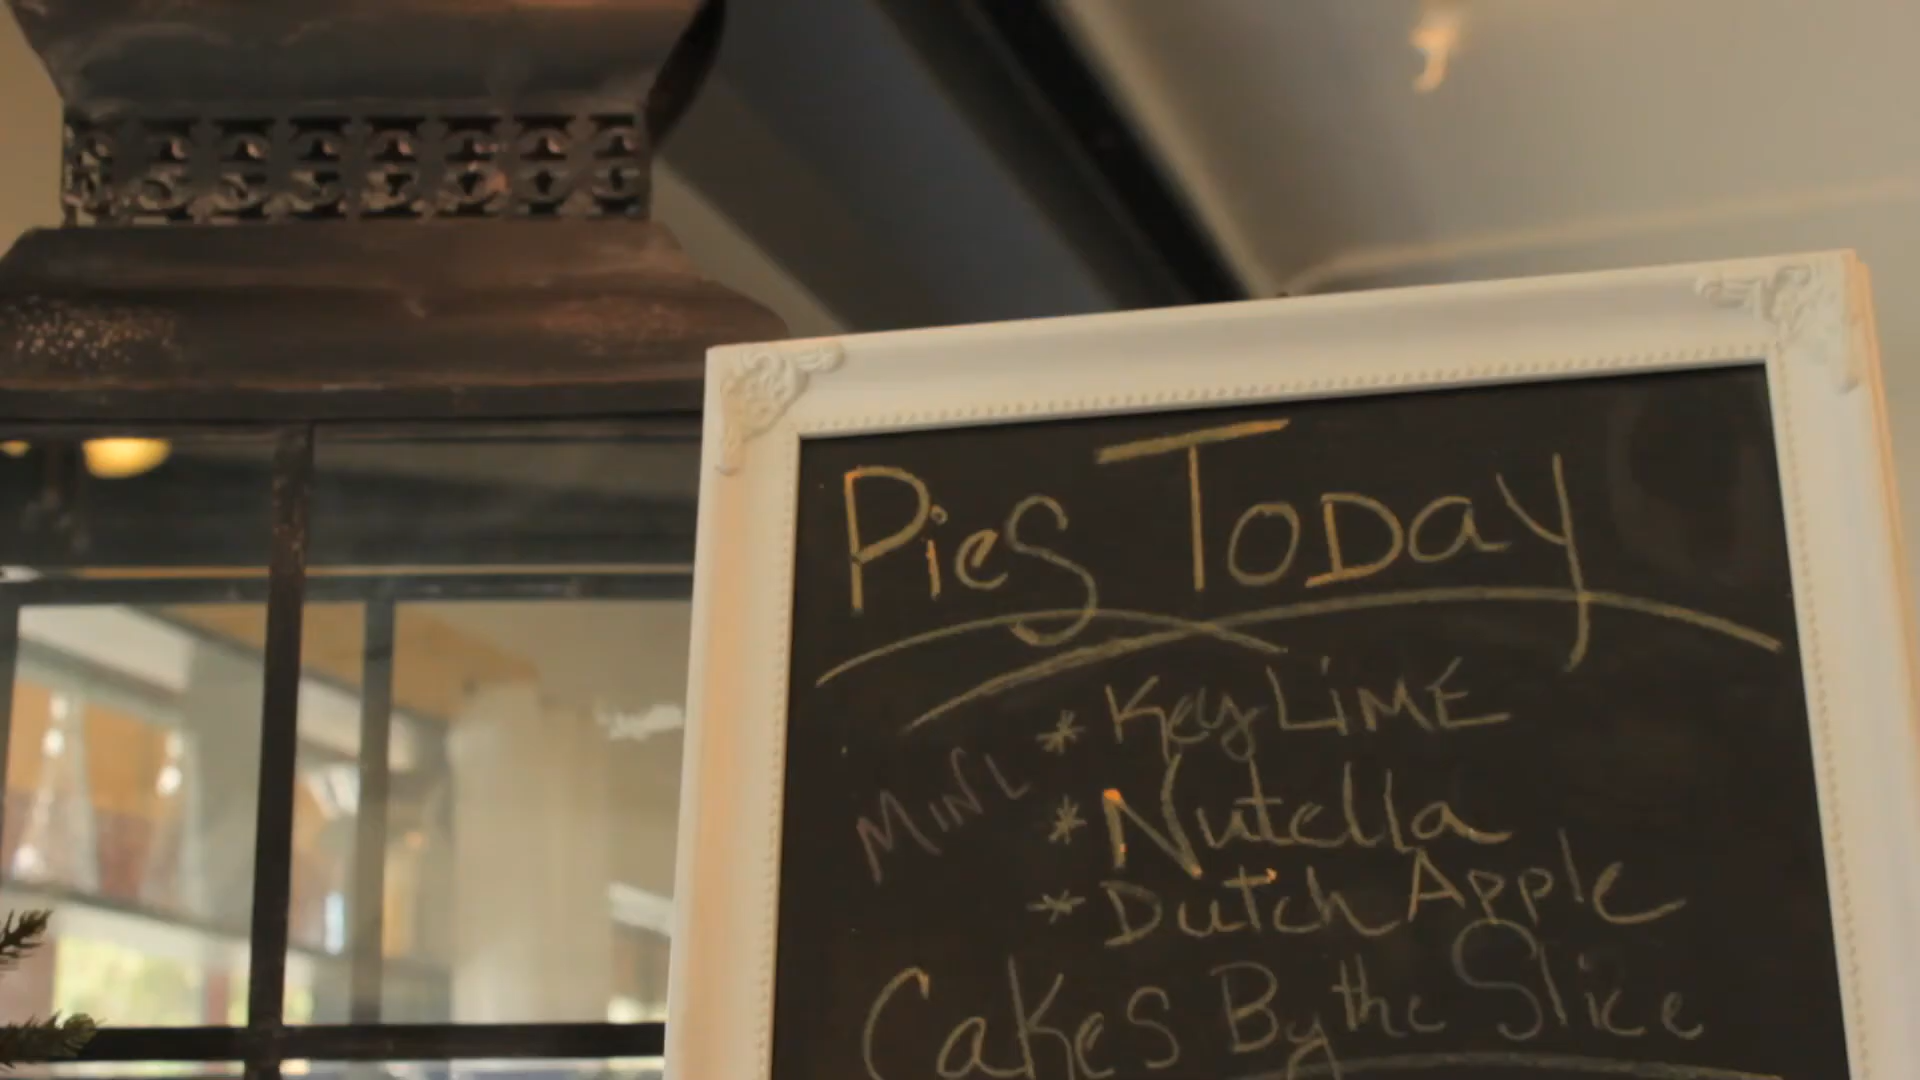 Pies Today
* Key LiME
Mini
* Nutella
* Dutch Apple
Cakes By the Slice